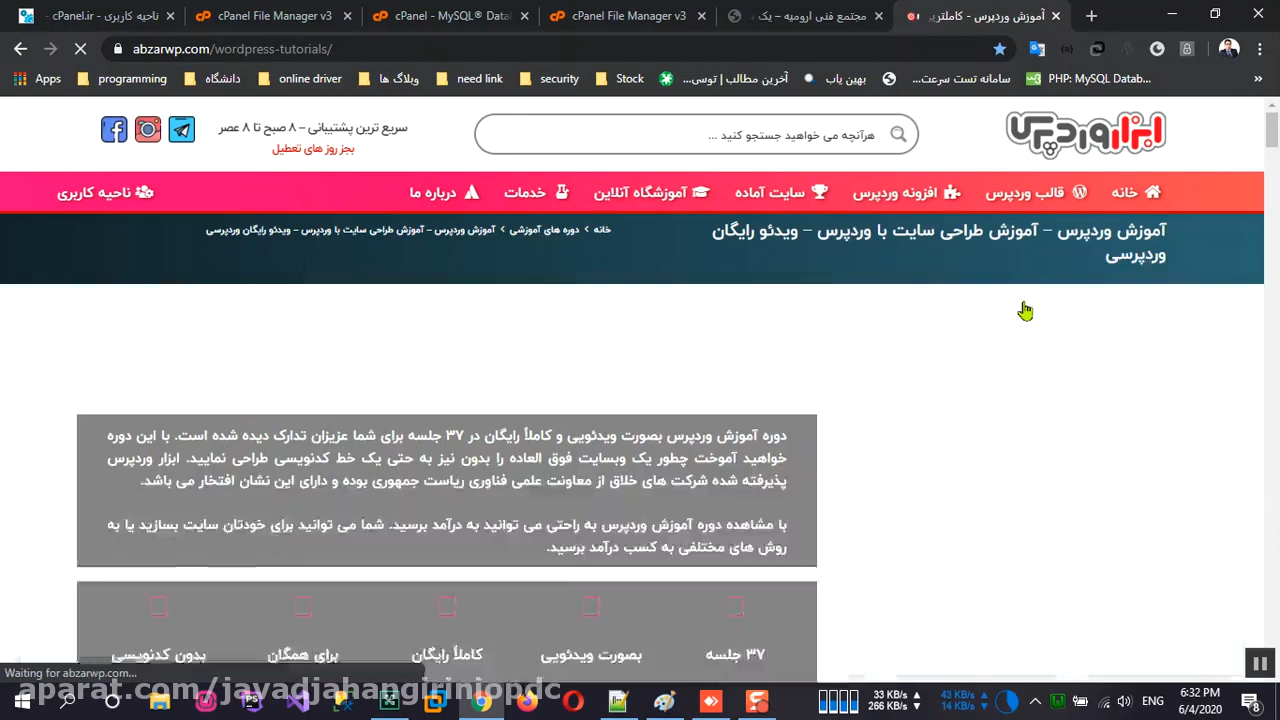 ناحیه کاربری - cPanel.ir
cPanel File Manager v3
cPanel - MySQL® Datab
cPanel File Manager v3
مجتمع فنی ارومیه – یک س
آموزش وردپرس - کاملتری
abzarwp.com/wordpress-tutorials/
Apps
programming
دانشگاه
online driver
وبلاگ ها
need link
security
Stock
آخرین مطالب | توسی...
بهین یاب
سامانه تست سرعت...
PHP: MySQL Datab...
ابزار وردپرس
هرآنچه می خواهید جستجو کنید ...
سریع ترین پشتیبانی – ۸ صبح تا ۸ عصر
بجز روز های تعطیل
خانه
قالب وردپرس
افزونه وردپرس
سایت آماده
آموزشگاه آنلاین
خدمات
درباره ما
ناحیه کاربری
آموزش وردپرس – آموزش طراحی سایت با وردپرس – ویدئو رایگان
وردپرسی
خانه › دوره های آموزشی › آموزش وردپرس – آموزش طراحی سایت با وردپرس – ویدئو رایگان وردپرسی
دوره آموزش وردپرس بصورت ویدئویی و کاملاً رایگان در ۳۷ جلسه برای شما عزیزان تدارک دیده شده است. با این دوره
خواهید آموخت چطور یک وبسایت فوق العاده را بدون نیز به حتی یک خط کدنویسی طراحی نمایید. ابزار وردپرس
پذیرفته شده شرکت های خلاق از معاونت علمی فناوری ریاست جمهوری بوده و دارای این نشان افتخار می باشد.
با مشاهده دوره آموزش وردپرس به راحتی می توانید به درآمد برسید. شما می توانید برای خودتان سایت بسازید یا به
روش های مختلفی به کسب درآمد برسید.
۳۷ جلسه
بصورت ویدئویی
کاملاً رایگان
برای همگان
بدون کدنویسی
Waiting for abzarwp.com...
aparat.com/javadjahangiriniopdc
33 KB/s
266 KB/s
43 KB/s
14 KB/s
ENG
6:32 PM
6/4/2020
8